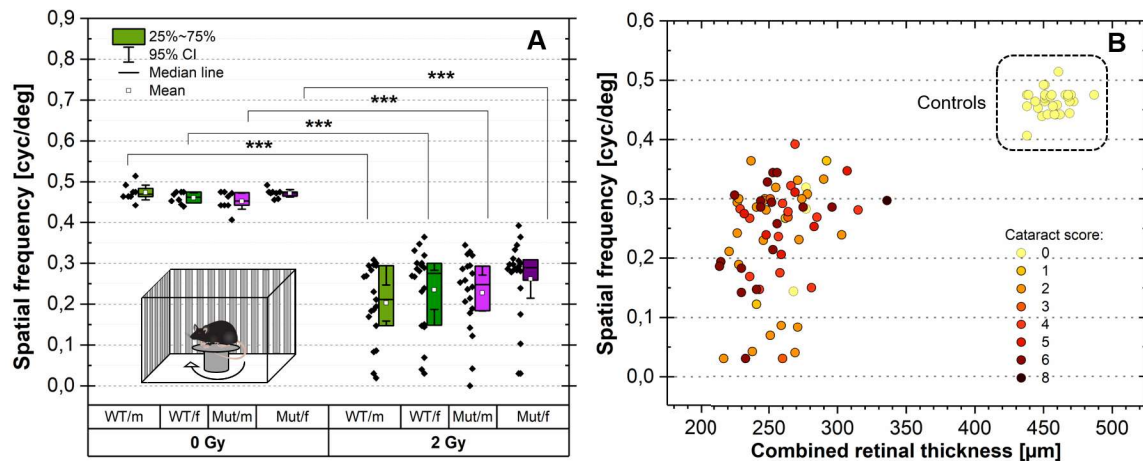 A
25%~75%
95% CI
Median line
Mean
***
***
***
Spatial frequency [cyc/deg]
0,9
0,8
0,7
0,6
0,5
0,4
0,3
0,2
0,1
0,0
WT/m WT/f Mut/m Mut/f WT/m WT/f Mut/m Mut/f
0 Gy 2 Gy
B
Spatial frequency [cyc/deg]
0,6
0,5
0,4
0,3
0,2
0,1
0,0
Controls
Cataract score:
0
1
2
3
4
5
6
8
200 250 300 350 400 450 500
Combined retinal thickness [µm]